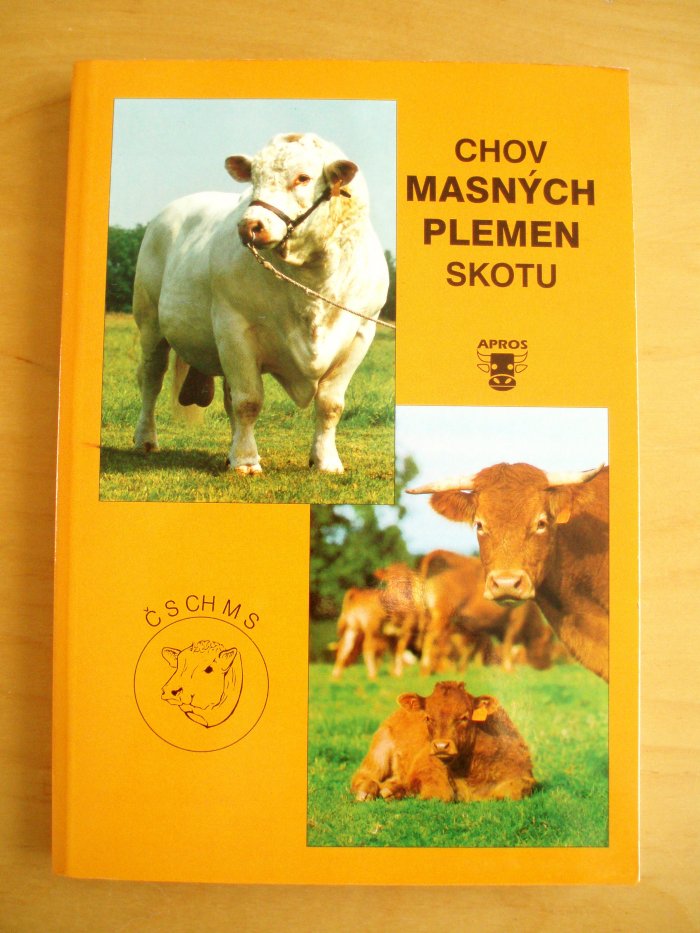 CHOV
MASNÝCH
PLEMEN
SKOTU
APROS
ČSCHMS